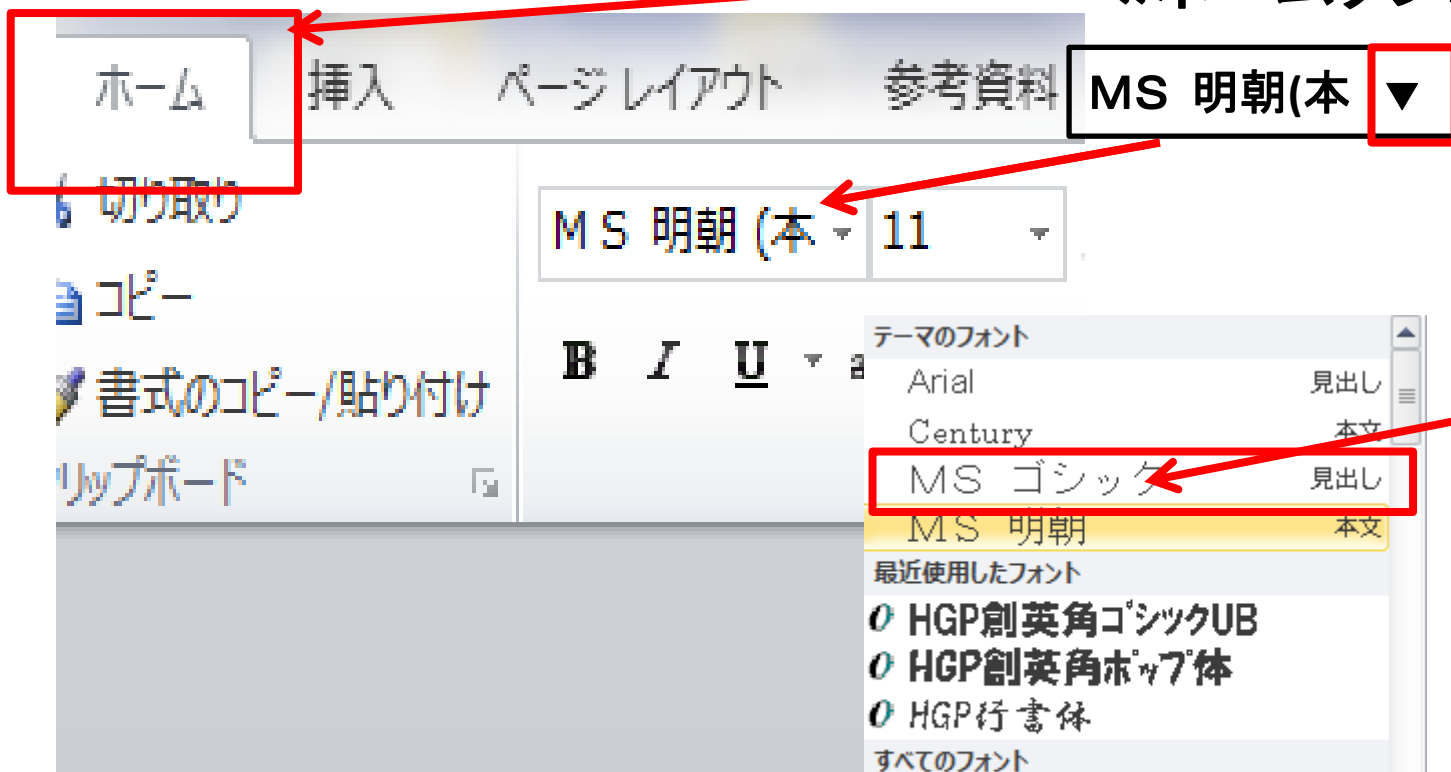 ホーム 挿入 ページ レイアウト 参考資料
MS 明朝(本 ▼
切り取り
コピー
書式のコピー/貼り付け
リップボード
MS 明朝 (本 11
B I U
テーマのフォント
Arial 見出し
Century 本文
MS ゴシック 見出し
MS 明朝 本文
最近使用したフォント
HGP創英角ゴシックUB
HGP創英角ポップ体
HGP行書体
すべてのフォント